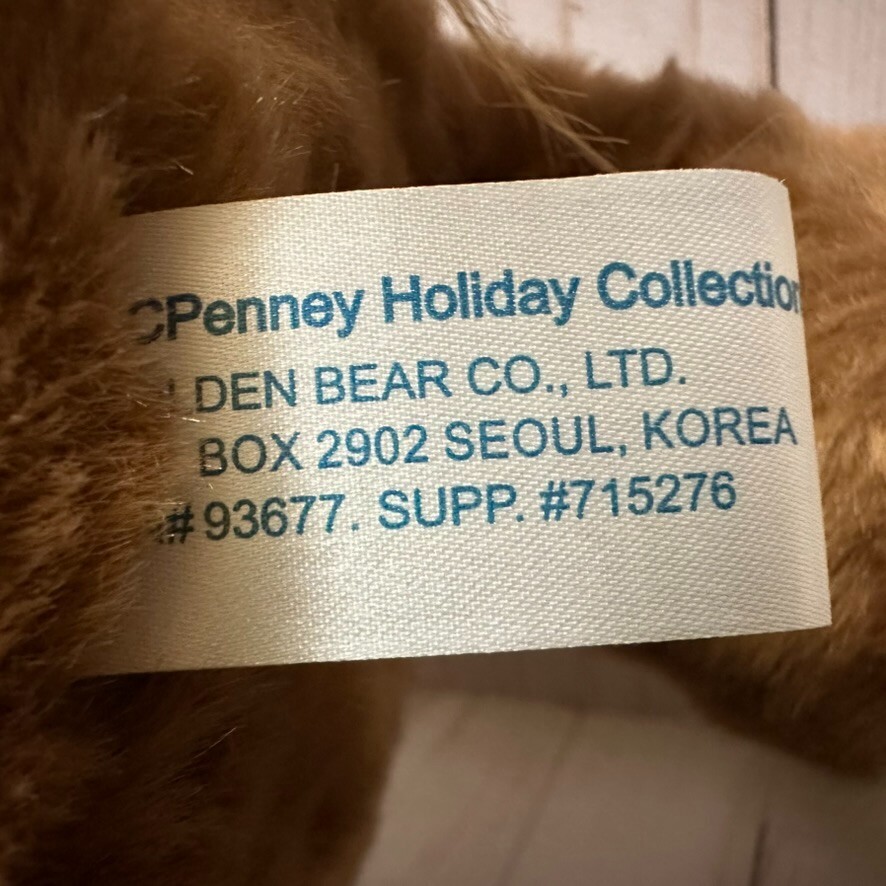 CPenney Holiday Collection
DEN BEAR CO., LTD.
BOX 2902 SEOUL, KOREA
# 93677. SUPP. #715276